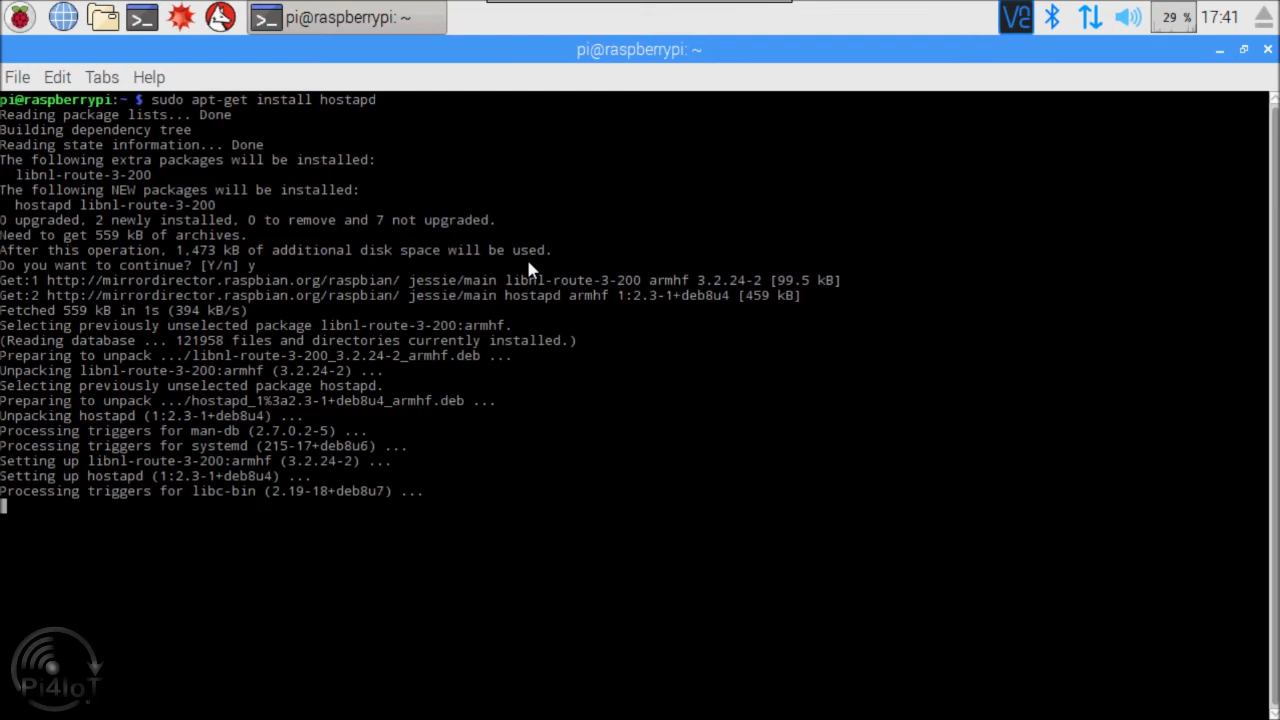 pi@raspberrypi: ~
29 %
17:41
pi@raspberrypi: ~
File Edit Tabs Help
pi@raspberrypi:~ $ sudo apt-get install hostapd
Reading package lists... Done
Building dependency tree
Reading state information... Done
The following extra packages will be installed:
libnl-route-3-200
The following NEW packages will be installed:
hostapd libnl-route-3-200
0 upgraded, 2 newly installed, 0 to remove and 7 not upgraded.
Need to get 559 kB of archives.
After this operation, 1,473 kB of additional disk space will be used.
Do you want to continue? [Y/n] y
Get:1 http://mirrordirector.raspbian.org/raspbian/ jessie/main libnl-route-3-200 armhf 3.2.24-2 [99.5 kB]
Get:2 http://mirrordirector.raspbian.org/raspbian/ jessie/main hostapd armhf 1:2.3-1+deb8u4 [459 kB]
Fetched 559 kB in 1s (394 kB/s)
Selecting previously unselected package libnl-route-3-200:armhf.
(Reading database ... 121958 files and directories currently installed.)
Preparing to unpack .../libnl-route-3-200_3.2.24-2_armhf.deb ...
Unpacking libnl-route-3-200:armhf (3.2.24-2) ...
Selecting previously unselected package hostapd.
Preparing to unpack .../hostapd_1%3a2.3-1+deb8u4_armhf.deb ...
Unpacking hostapd (1:2.3-1+deb8u4) ...
Processing triggers for man-db (2.7.0.2-5) ...
Processing triggers for systemd (215-17+deb8u6) ...
Setting up libnl-route-3-200:armhf (3.2.24-2) ...
Setting up hostapd (1:2.3-1+deb8u4) ...
Processing triggers for libc-bin (2.19-18+deb8u7) ...
Pi4IoT